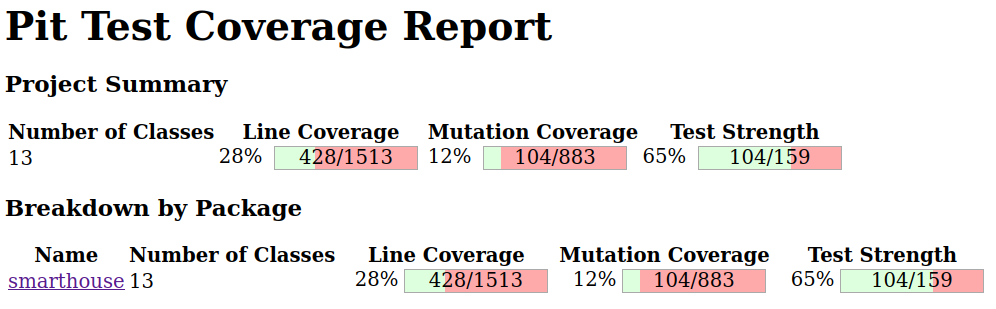 Pit Test Coverage Report
Project Summary
Number of Classes Line Coverage Mutation Coverage Test Strength
13 28% 428/1513 12% 104/883 65% 104/159
Breakdown by Package
Name Number of Classes Line Coverage Mutation Coverage Test Strength
smarthouse 13 28% 428/1513 12% 104/883 65% 104/159